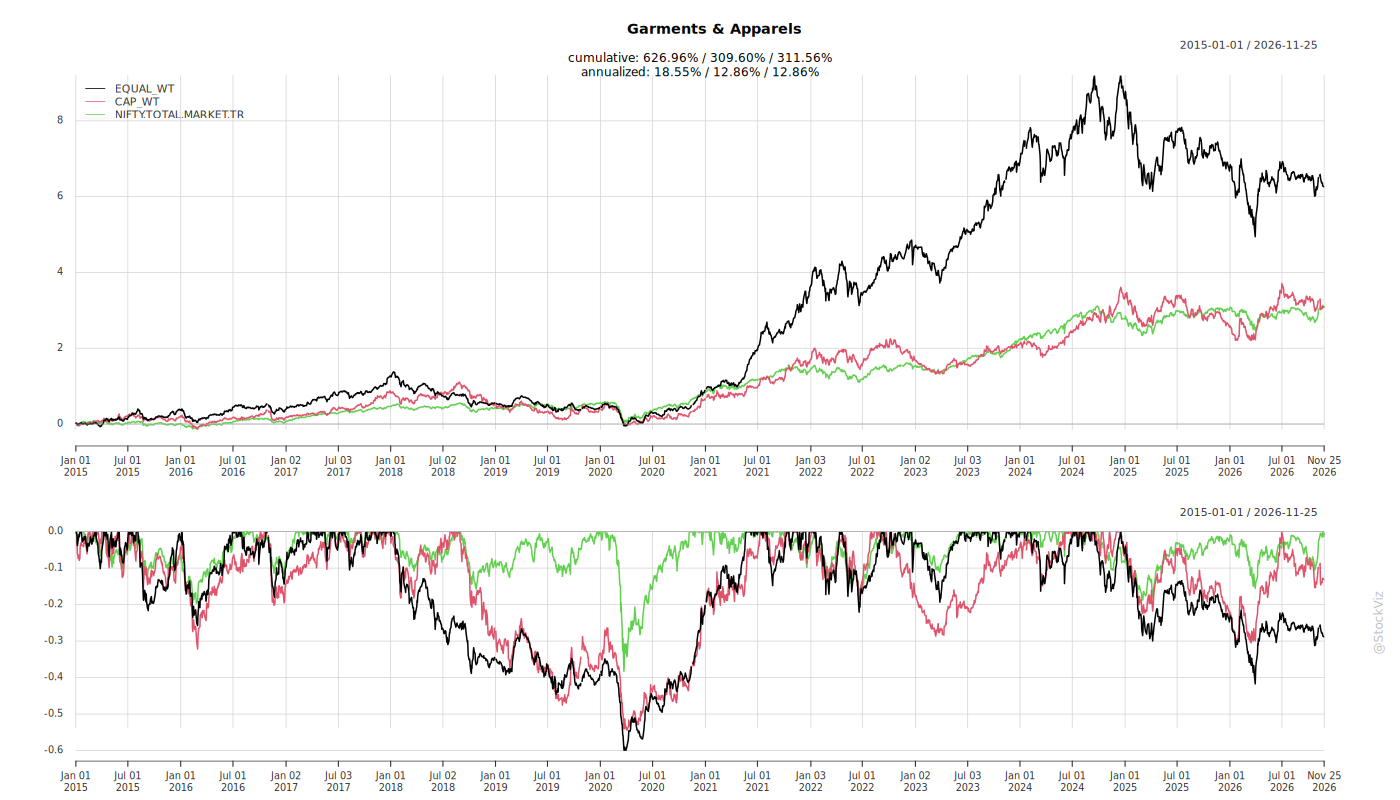 Garments & Apparels
2015-01-01 / 2026-11-25
cumulative: 626.96% / 309.60% / 311.56%
annualized: 18.55% / 12.86% / 12.86%
EQUAL_WT
CAP_WT
NIFTY.TOTAL.MARKET.TR
8
6
4
2
0
Jan 01 Jul 01 Jan 01 Jul 01 Jan 02 Jul 03 Jan 01 Jul 02 Jan 01 Jul 01 Jan 01 Jul 01 Jan 01 Jul 01 Jan 03 Jul 01 Jan 02 Jul 03 Jan 01 Jul 01 Jan 01 Jul 01 Jan 01 Jul 01 Nov 25
2015 2015 2016 2016 2017 2017 2018 2018 2019 2019 2020 2020 2021 2021 2022 2022 2023 2023 2024 2024 2025 2025 2026 2026 2026
2015-01-01 / 2026-11-25
0.0
-0.1
-0.2
-0.3
-0.4
-0.5
-0.6
Jan 01 Jul 01 Jan 01 Jul 01 Jan 02 Jul 03 Jan 01 Jul 02 Jan 01 Jul 01 Jan 01 Jul 01 Jan 01 Jul 01 Jan 03 Jul 01 Jan 02 Jul 03 Jan 01 Jul 01 Jan 01 Jul 01 Jan 01 Jul 01 Nov 25
2015 2015 2016 2016 2017 2017 2018 2018 2019 2019 2020 2020 2021 2021 2022 2022 2023 2023 2024 2024 2025 2025 2026 2026 2026
@StockViz